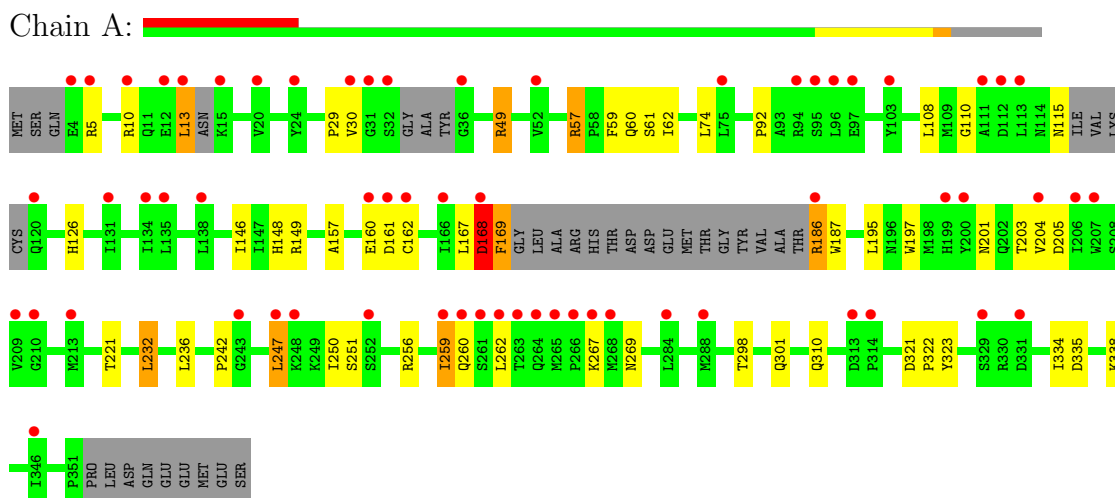 Chain A:
MET SER GLN E4 R5 R10 Q11 E12 L13 ASN K15 V20 Y24 P29 V30 G31 S32 GLY ALA TYR G36 R49 V52 R57 P58 F59 Q60 S61 I62 L74 L75 P92 A93 R94 S95 L96 E97 Y103 L108 M109 G110 A111 D112 L113 N114 N115 ILE VAL LYS
CYS Q120 H126 I131 I134 L135 L138 I146 I147 H148 R149 A157 E160 D161 C162 I166 L167 D168 F169 GLY LEU ALA ARG HIS THR ASP ASP GLU MET THR GLY TYR VAL ALA THR R186 W187 L195 N196 W197 M198 H199 Y200 N201 Q202 T203 V204 D205 I206 W207 S208
V209 G210 M213 T221 L232 L236 P242 G243 L247 K248 K249 I250 S251 S252 R256 I259 Q260 S261 L262 T263 Q264 M265 P266 K267 M268 N269 L284 M288 T298 Q301 Q310 D313 P314 D321 P322 Y323 S329 R330 D331 I334 D335 K338
I346 P351 PRO LEU ASP GLN GLU GLU MET GLU SER